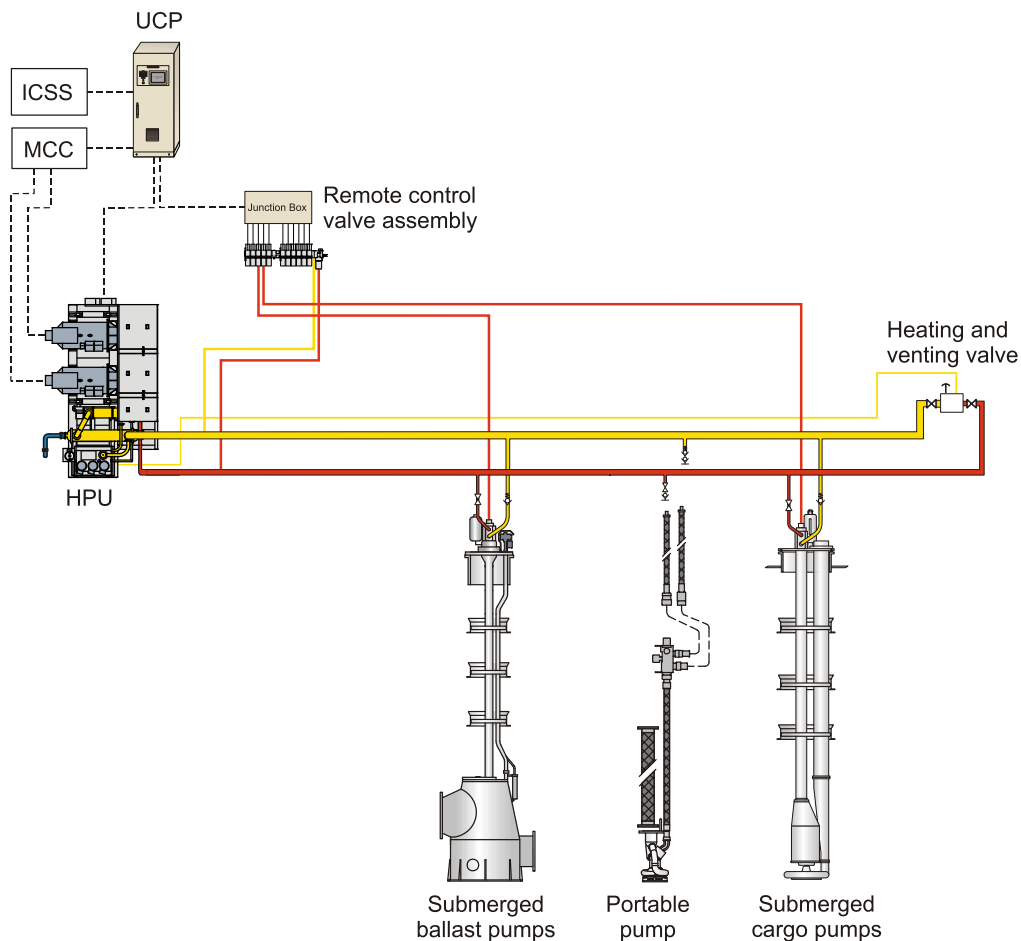 UCP
ICSS
MCC
Junction Box
Remote control
valve assembly
Heating and
venting valve
HPU
Submerged
ballast pumps
Portable
pump
Submerged
cargo pumps